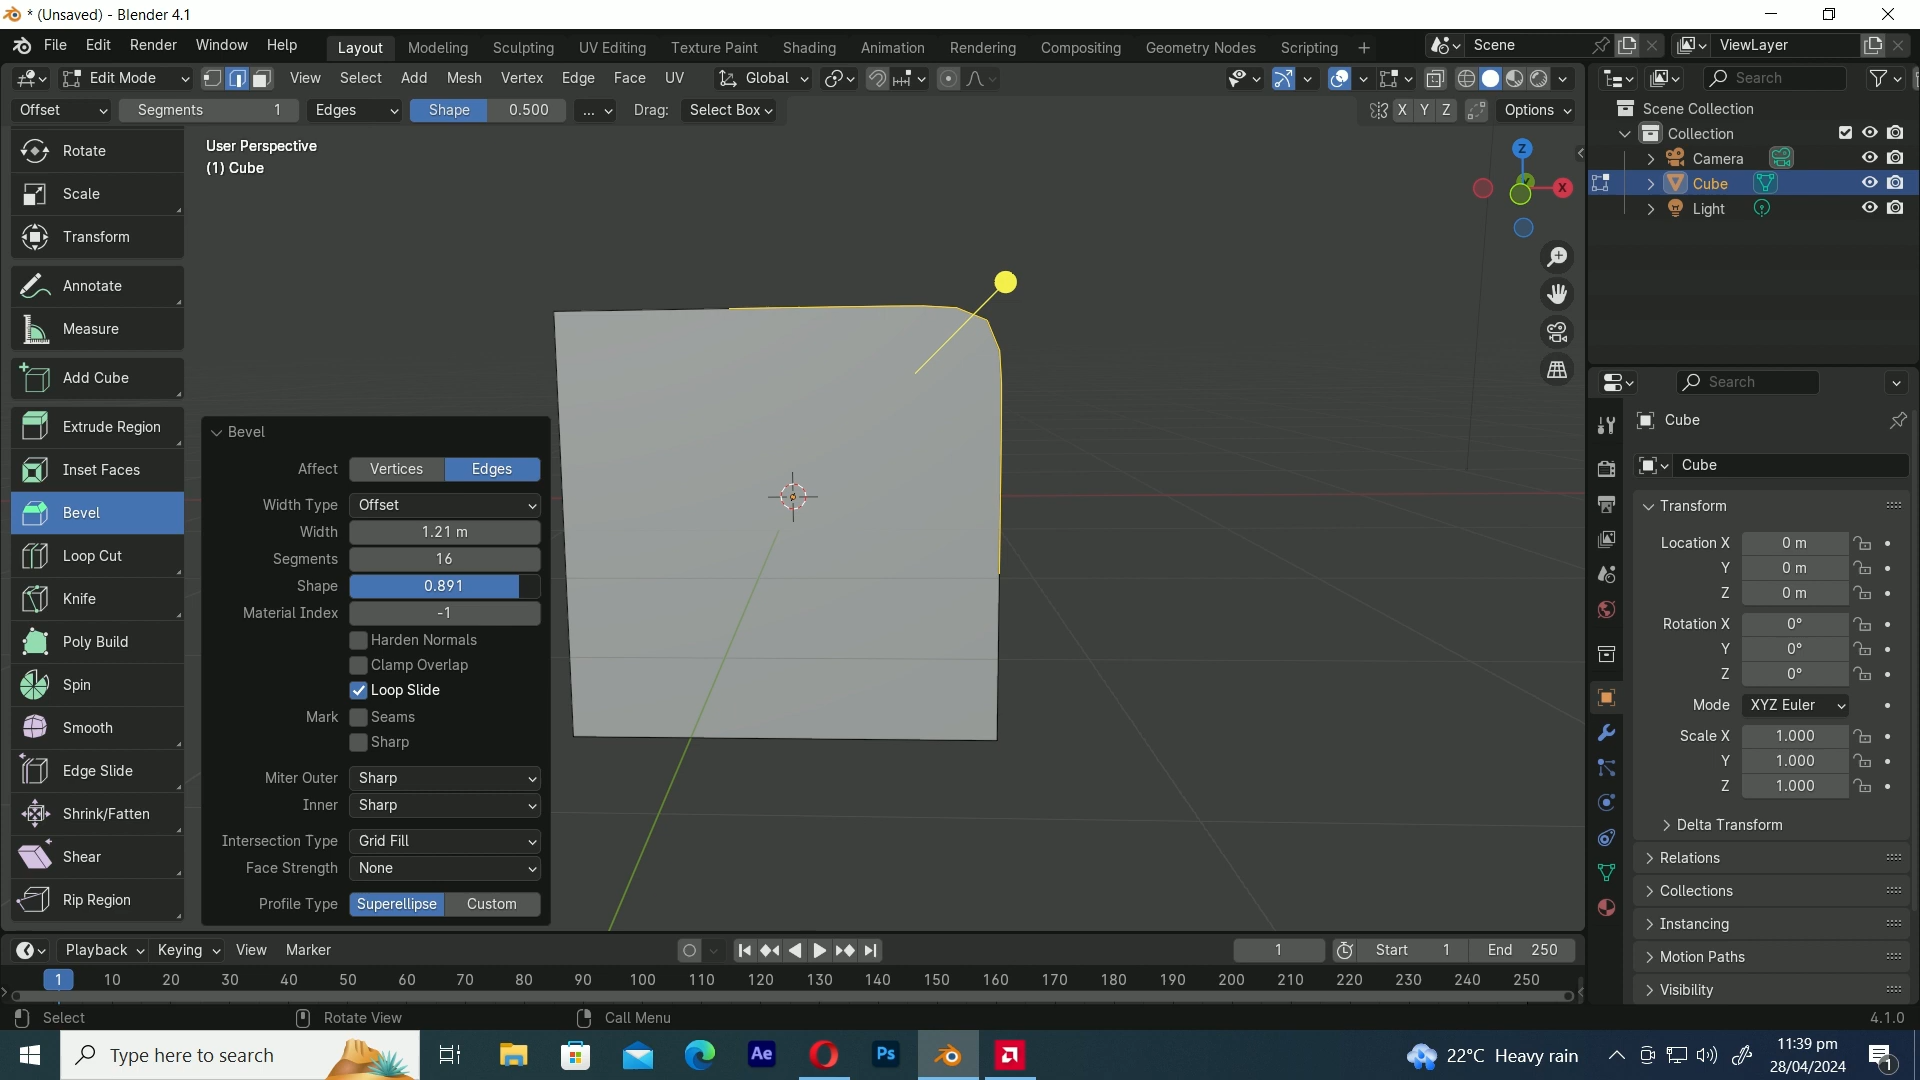 * (Unsaved) - Blender 4.1
File Edit Render Window Help Layout Modeling Sculpting UV Editing Texture Paint Shading Animation Rendering Compositing Geometry Nodes Scripting + Scene ViewLayer
Edit Mode View Select Add Mesh Vertex Edge Face UV Global Search
Offset Segments 1 Edges Shape 0.500 ... Drag: Select Box X Y Z Options
Scene Collection
Collection
Camera
Cube
Light
Rotate
Scale
Transform
Annotate
Measure
Add Cube
Extrude Region
Inset Faces
Bevel
Loop Cut
Knife
Poly Build
Spin
Smooth
Edge Slide
Shrink/Fatten
Shear
Rip Region
User Perspective
(1) Cube
Z
X
Bevel
Affect Vertices Edges
Width Type Offset
Width 1.21 m
Segments 16
Shape 0.891
Material Index -1
Harden Normals
Clamp Overlap
Loop Slide
Mark Seams
Sharp
Miter Outer Sharp
Inner Sharp
Intersection Type Grid Fill
Face Strength None
Profile Type Superellipse Custom
Search
Cube
Cube
Transform
Location X 0 m
Y 0 m
Z 0 m
Rotation X 0°
Y 0°
Z 0°
Mode XYZ Euler
Scale X 1.000
Y 1.000
Z 1.000
Delta Transform
Relations
Collections
Instancing
Motion Paths
Visibility
Playback Keying View Marker 1 Start 1 End 250
1 10 20 30 40 50 60 70 80 90 100 110 120 130 140 150 160 170 180 190 200 210 220 230 240 250
Select Rotate View Call Menu 4.1.0
Type here to search Ae Ps 22°C Heavy rain 11:39 pm
28/04/2024 1